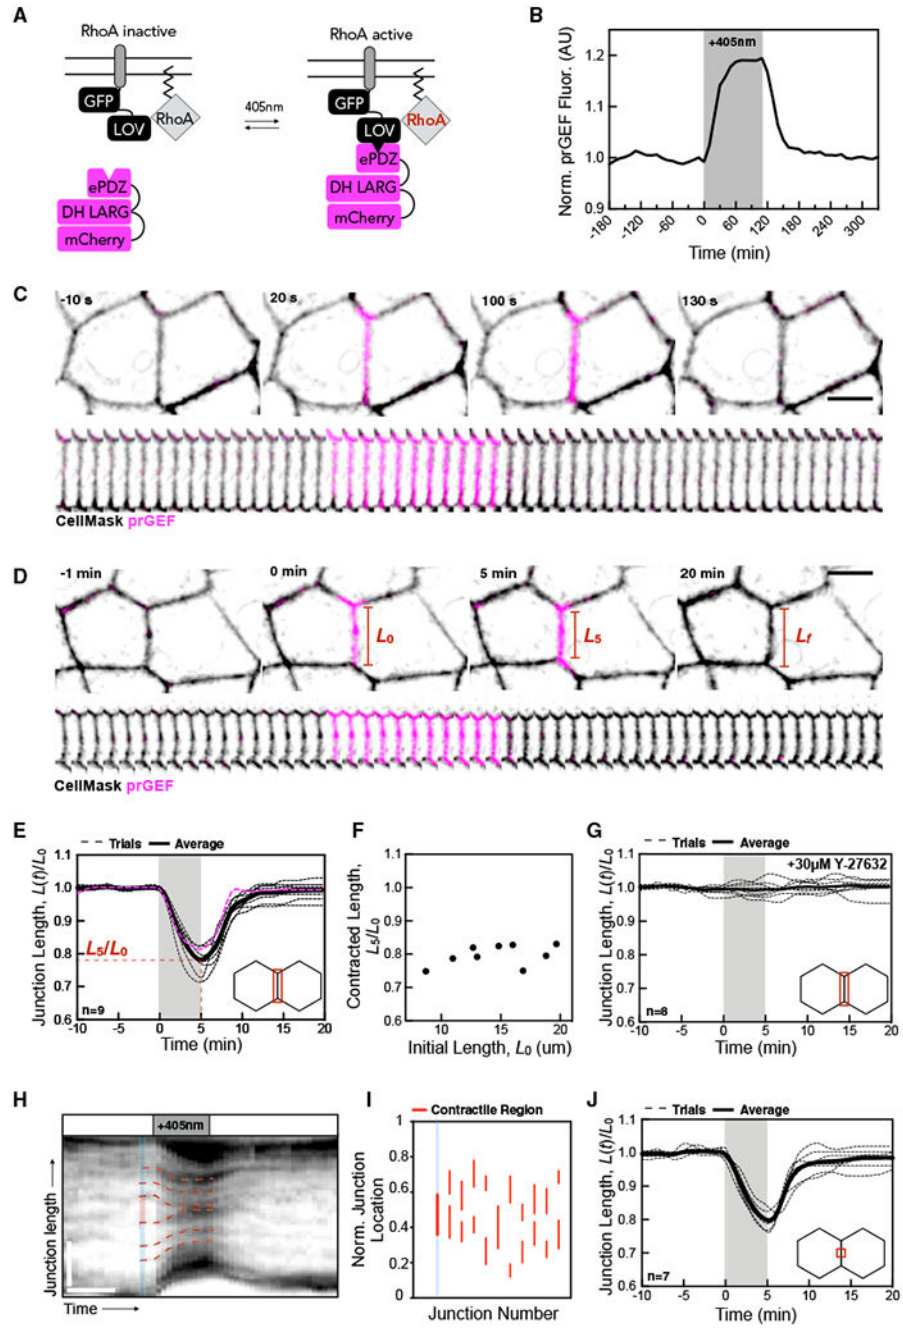 A
RhoA inactive
RhoA active
GFP
LOV
RhoA
405nm
GFP
LOV
RhoA
ePDZ
DH LARG
mCherry
ePDZ
DH LARG
mCherry
B
Norm. prGEF Fluor. (AU)
+405nm
1.2
1.1
1.0
0.9
-180 -120 -60 0 60 120 180 240 300
Time (min)
C
-10 s
20 s
100 s
130 s
CellMask prGEF
D
-1 min
0 min
5 min
20 min
L0
L5
Lf
CellMask prGEF
E
Trials Average
Junction Length, L(t)/L0
1.1
1.0
0.9
0.8
0.7
0.6
L5/L0
n=9
-10 -5 0 5 10 15 20
Time (min)
F
Contracted Length, L5/L0
1.1
1.0
0.9
0.8
0.7
0.6
10 15 20
Initial Length, L0 (um)
G
Trials Average
Junction Length, L(t)/L0
+30µM Y-27632
1.1
1.0
0.9
0.8
0.7
0.6
n=8
-10 -5 0 5 10 15 20
Time (min)
H
+405nm
Junction length
Time
I
Contractile Region
Norm. Junction Location
1
0.8
0.6
0.4
0.2
0
Junction Number
J
Trials Average
Junction Length, L(t)/L0
1.1
1.0
0.9
0.8
0.7
0.6
n=7
-10 -5 0 5 10 15 20
Time (min)